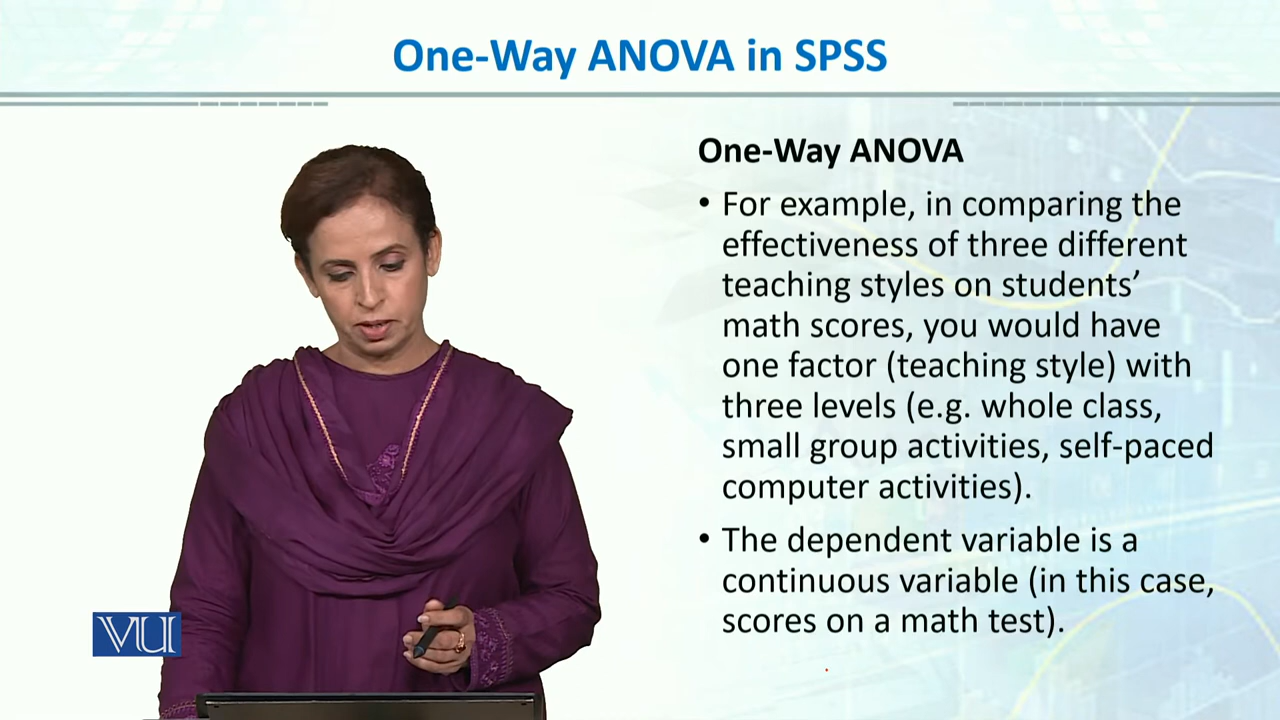 One-Way ANOVA in SPSS
One-Way ANOVA
• For example, in comparing the
effectiveness of three different
teaching styles on students’
math scores, you would have
one factor (teaching style) with
three levels (e.g. whole class,
small group activities, self-paced
computer activities).
• The dependent variable is a
continuous variable (in this case,
scores on a math test).
VU